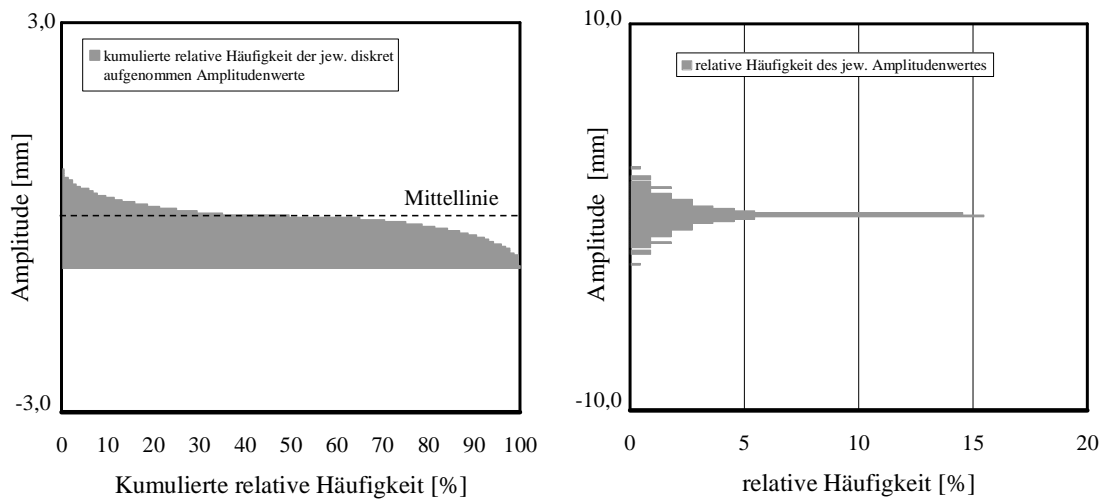 3,0
kumulierte relative Häufigkeit der jew. diskret
aufgenommen Amplitudenwerte
Mittellinie
Amplitude [mm]
-3,0
0 10 20 30 40 50 60 70 80 90 100
Kumulierte relative Häufigkeit [%]
10,0
relative Häufigkeit des jew. Amplitudenwertes
Amplitude [mm]
-10,0
0 5 10 15 20
relative Häufigkeit [%]